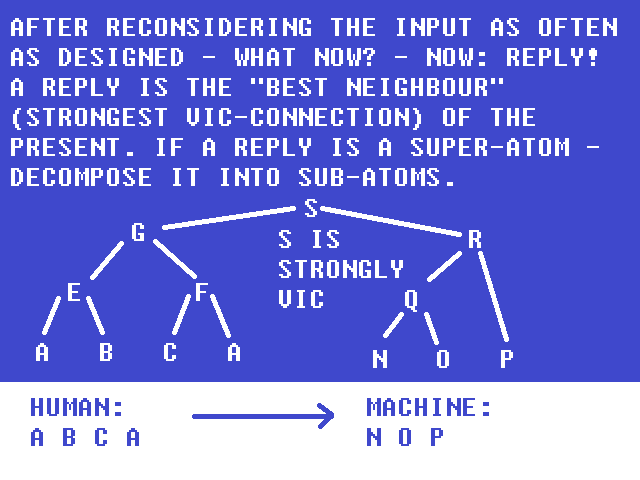 AFTER RECONSIDERING THE INPUT AS OFTEN
AS DESIGNED - WHAT NOW? - NOW: REPLY!
A REPLY IS THE "BEST NEIGHBOUR"
(STRONGEST VIC-CONNECTION) OF THE
PRESENT. IF A REPLY IS A SUPER-ATOM -
DECOMPOSE IT INTO SUB-ATOMS.
S
G
S IS
R
STRONGLY
E
F
VIC
Q
A
B
C
A
N
O
P
HUMAN:
MACHINE:
A B C A
N O P